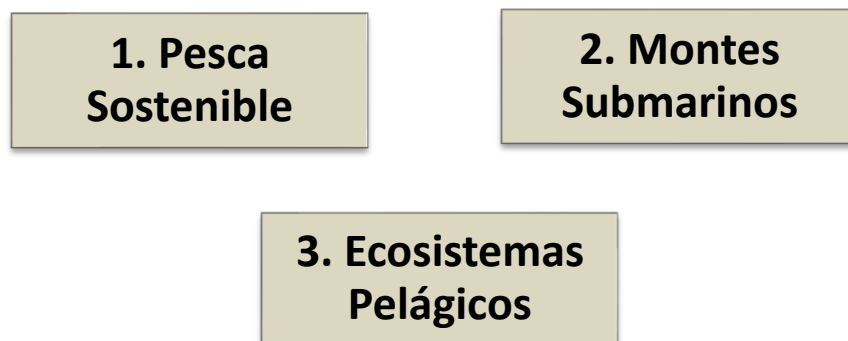 1. Pesca
Sostenible
2. Montes
Submarinos
3. Ecosistemas
Pelágicos